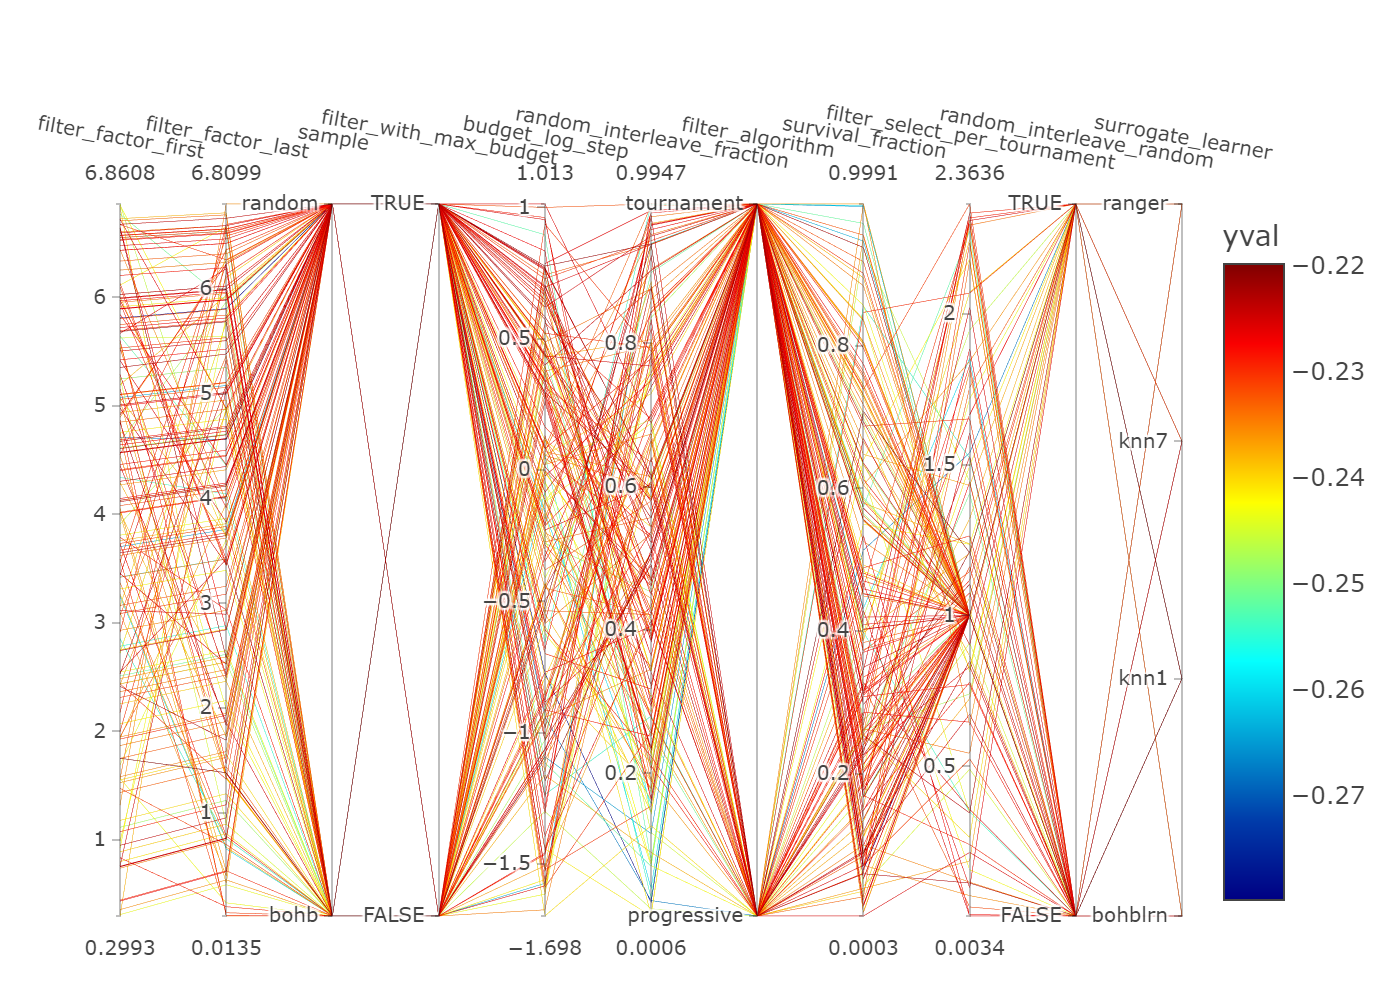 filter_factor_first
filter_factor_last
sample
filter_with_max_budget
budget_log_step
random_interleave_fraction
filter_algorithm
survival_fraction
filter_select_per_tournament
random_interleave_random
surrogate_learner
6.8608
6.8099
1.013
0.9947
0.9991
2.3636
6
5
4
3
2
1
6
5
4
3
2
1
random
bohb
TRUE
FALSE
1
0.5
0
−0.5
−1
−1.5
0.8
0.6
0.4
0.2
tournament
progressive
0.8
0.6
0.4
0.2
2
1.5
1
0.5
TRUE
FALSE
ranger
knn7
knn1
bohblrn
0.2993
0.0135
−1.698
0.0006
0.0003
0.0034
yval
−0.22
−0.23
−0.24
−0.25
−0.26
−0.27